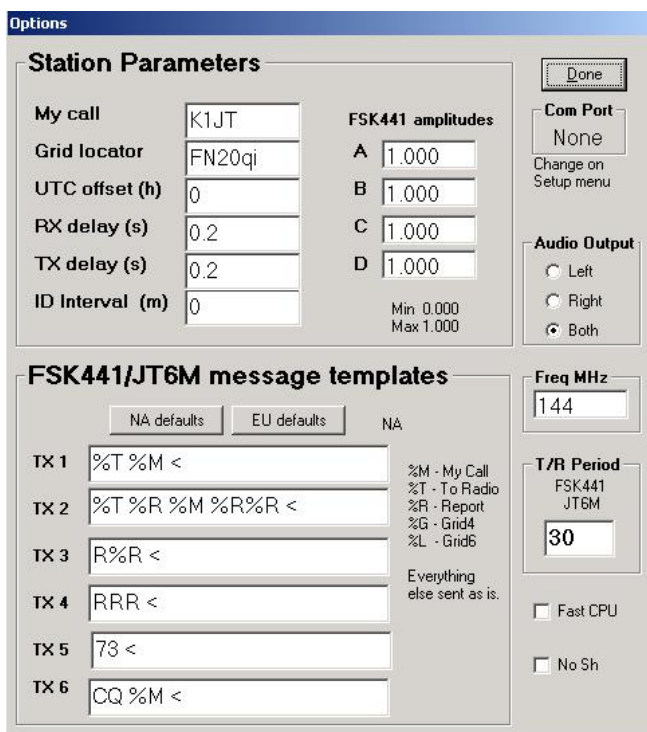 Options
Station Parameters
My call K1JT
Grid locator FN20qi
UTC offset (h) 0
RX delay (s) 0.2
TX delay (s) 0.2
ID Interval (m) 0
FSK441 amplitudes
A 1.000
B 1.000
C 1.000
D 1.000
Min 0.000
Max 1.000
Done
Com Port
None
Change on
Setup menu
Audio Output
Left
Right
Both
FSK441/JT6M message templates
NA defaults EU defaults NA
TX 1 %T %M <
TX 2 %T %R %M %R%R <
TX 3 R%R <
TX 4 RRR <
TX 5 73 <
TX 6 CQ %M <
%M - My Call
%T - To Radio
%R - Report
%G - Grid4
%L - Grid6
Everything
else sent as is.
Freq MHz
144
T/R Period
FSK441
JT6M
30
Fast CPU
No Sh